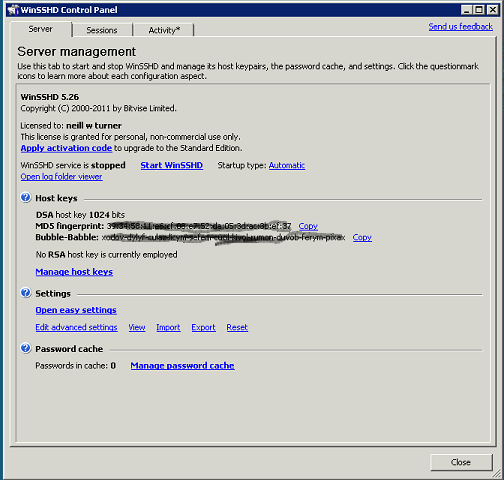 WinSSHD Control Panel
Server Sessions Activity* Send us feedback
Server management
Use this tab to start and stop WinSSHD and manage its host keypairs, the password cache, and settings. Click the questionmark
icons to learn more about each configuration aspect.
WinSSHD 5.26
Copyright (C) 2000-2011 by Bitvise Limited.
Licensed to: neill w turner
This license is granted for personal, non-commercial use only.
Apply activation code to upgrade to the Standard Edition.
WinSSHD service is stopped Start WinSSHD Startup type: Automatic
Open log folder viewer
Host keys
DSA host key 1024 bits
MD5 fingerprint: Copy
Bubble-Babble: Copy
No RSA host key is currently employed
Manage host keys
Settings
Open easy settings
Edit advanced settings View Import Export Reset
Password cache
Passwords in cache: 0 Manage password cache
Close